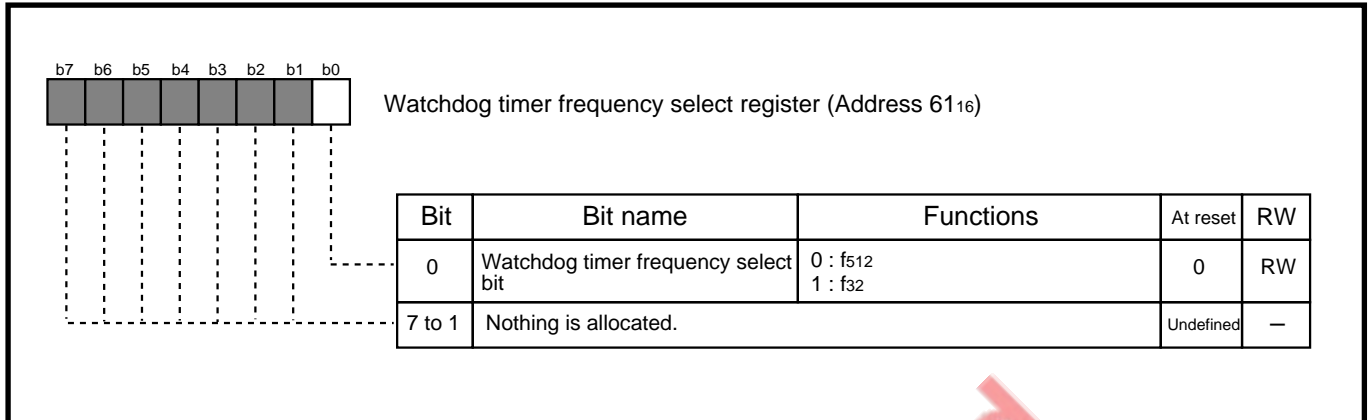 b7 b6 b5 b4 b3 b2 b1 b0
Watchdog timer frequency select register (Address 61₁₆)
Bit Bit name Functions At reset RW
0 Watchdog timer frequency select bit 0 : f₅₁₂ 0 RW
1 : f₃₂
7 to 1 Nothing is allocated. Undefined –